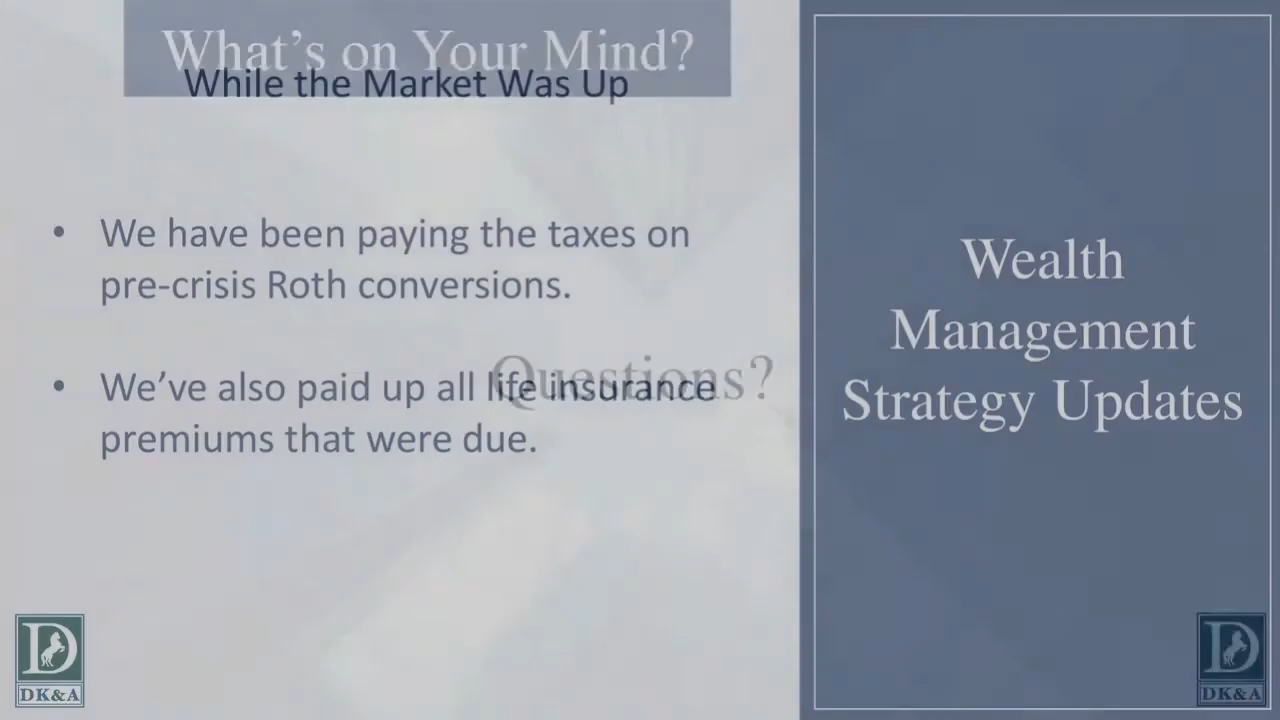 What's on Your Mind?
While the Market Was Up
• We have been paying the taxes on
pre-crisis Roth conversions.
Questions?
• We've also paid up all life insurance
premiums that were due.
Wealth
Management
Strategy Updates
D
DK&A
D
DK&A